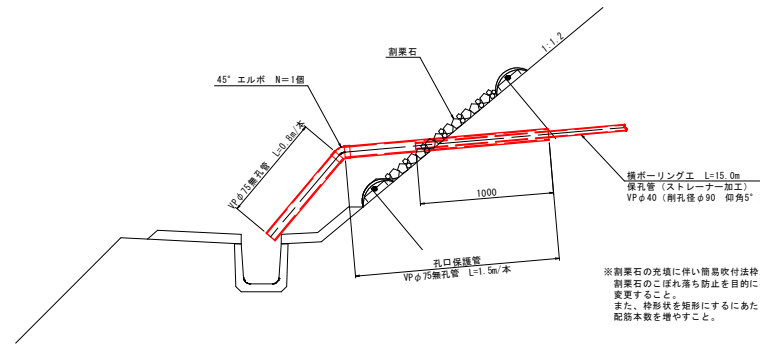 割栗石
1:1.2
45° エルボ N=1個
VPφ75無孔管 L=0.8m/本
横ボーリング工 L=15.0m
保孔管（ストレーナー加工）
VPφ40（削孔径φ90 仰角5°
1000
孔口保護管
VPφ75無孔管 L=1.5m/本
※割栗石の充填に伴い簡易吹付法枠
割栗石のこぼれ落ち防止を目的に
変更すること。
また、枠形状を矩形にするにあた
配筋本数を増やすこと。